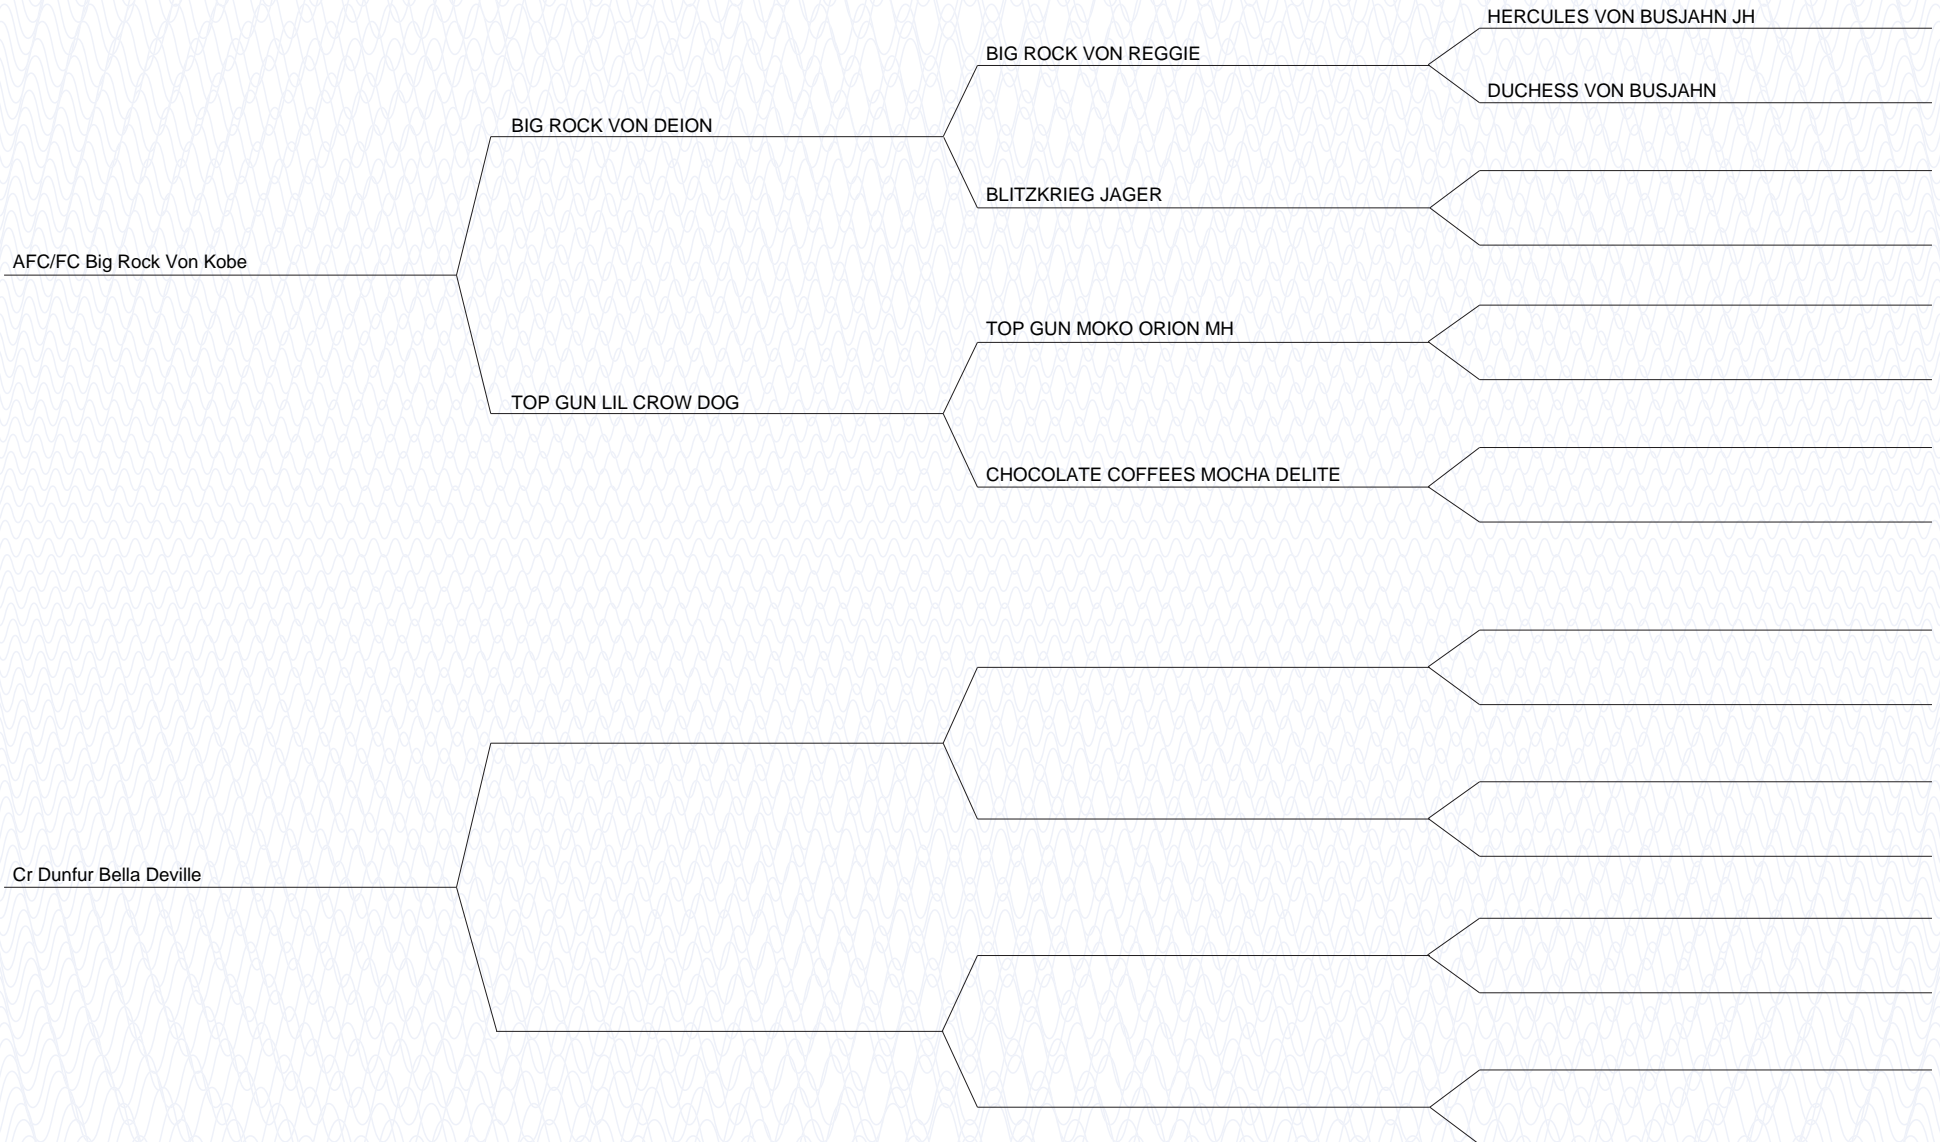 HERCULES VON BUSJAHN JH
BIG ROCK VON REGGIE
DUCHESS VON BUSJAHN
BIG ROCK VON DEION
BLITZKRIEG JAGER
AFC/FC Big Rock Von Kobe
TOP GUN MOKO ORION MH
TOP GUN LIL CROW DOG
CHOCOLATE COFFEES MOCHA DELITE
Cr Dunfur Bella Deville